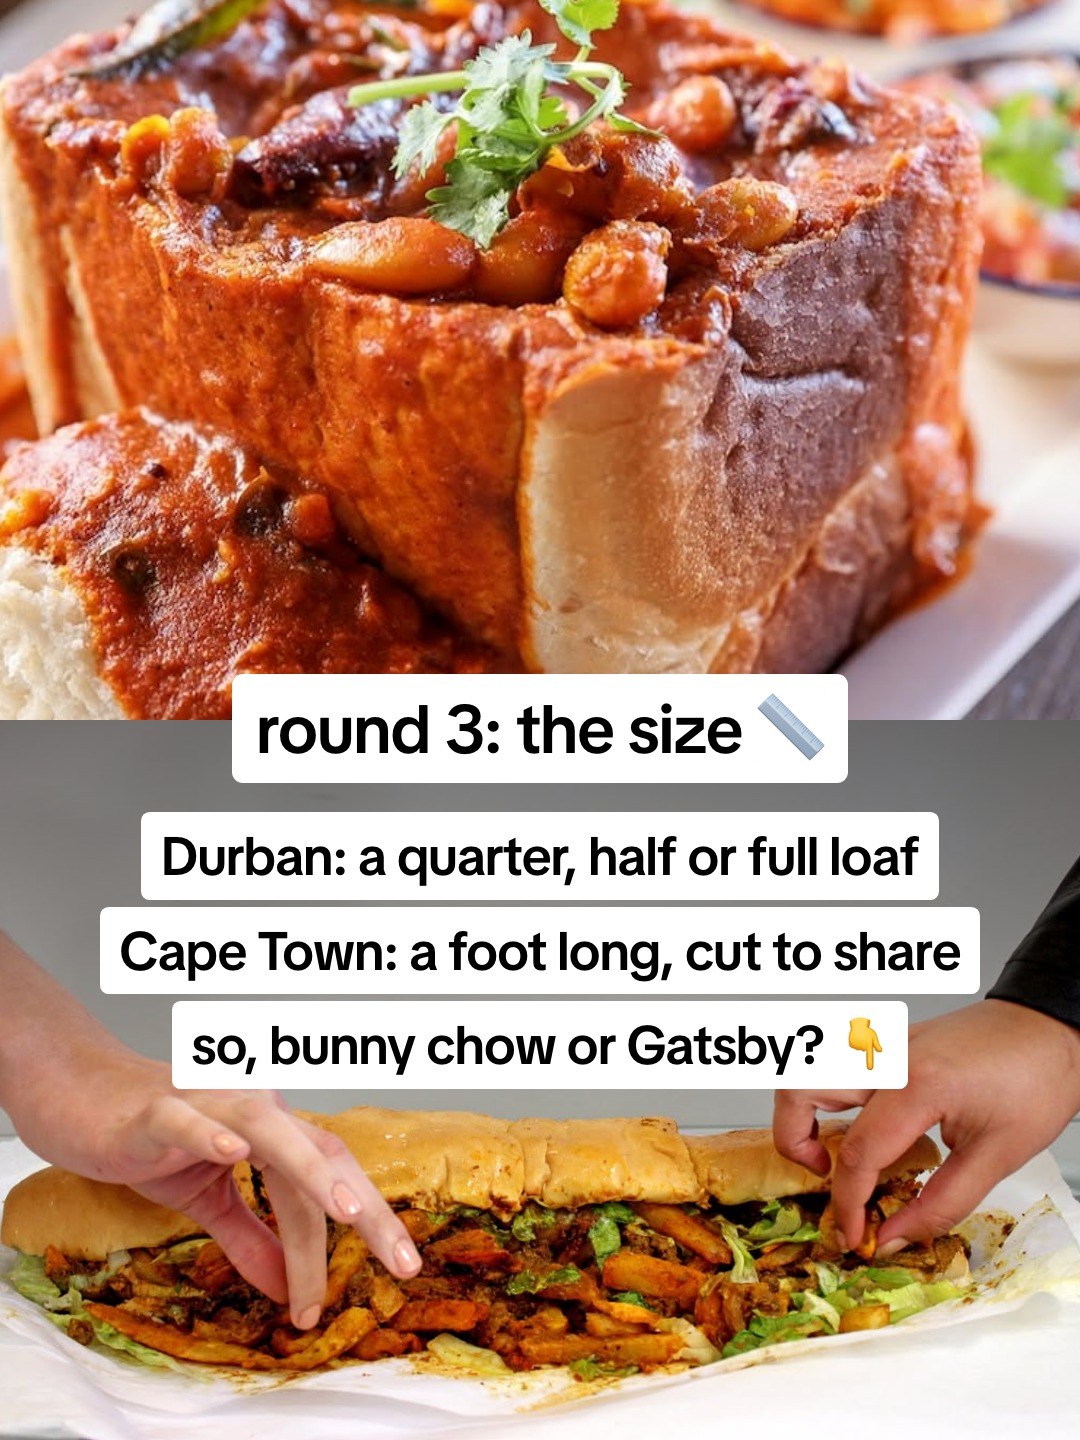 round 3: the size 📏
Durban: a quarter, half or full loaf
Cape Town: a foot long, cut to share
so, bunny chow or Gatsby? 👇